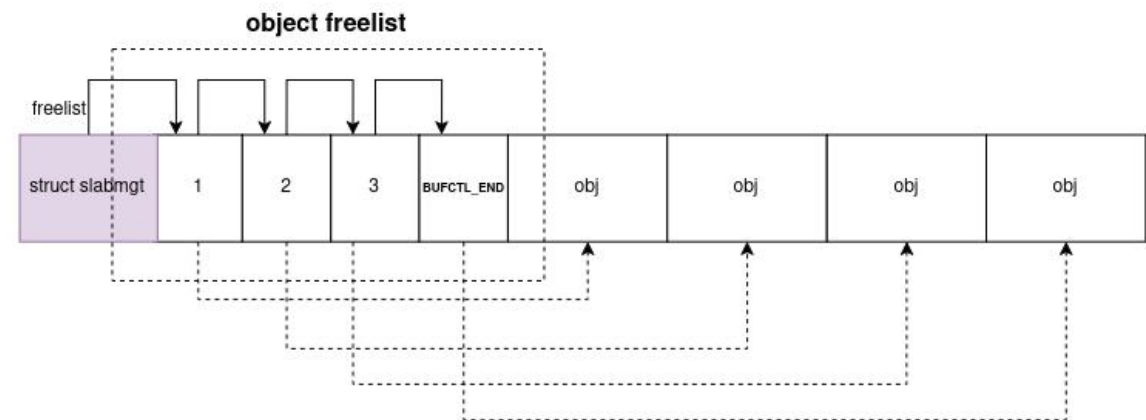 object freelist
freelist
struct slabmgt
1
2
3
BUFCTL_END
obj
obj
obj
obj